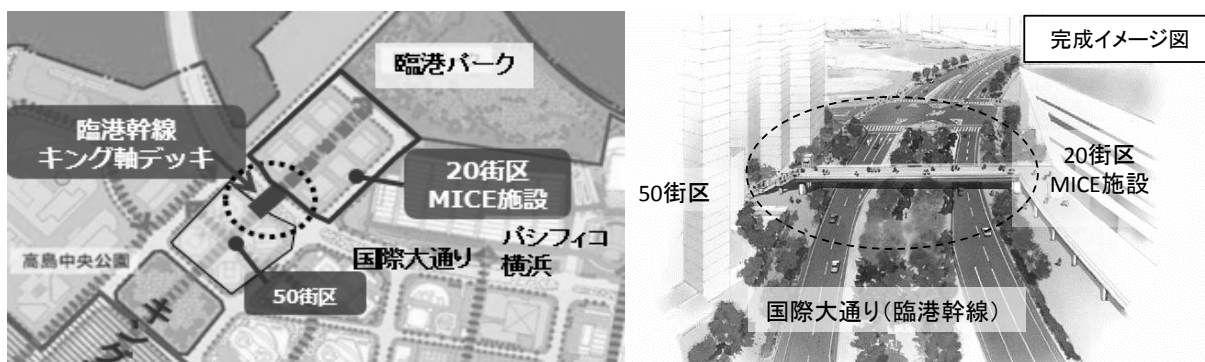 臨港パーク
臨港幹線
キング軸デッキ
20街区
MICE施設
国際大通り
パシフィコ
横浜
高島中央公園
50街区
キング
完成イメージ図
50街区
20街区
MICE施設
国際大通り(臨港幹線)